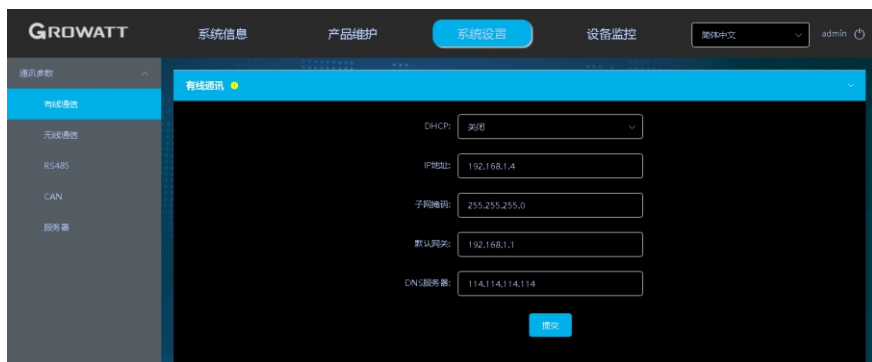 GROWATT
系统信息 产品维护 系统设置 设备监控 简体中文 admin
通讯参数
有线通讯
有线通信
DHCP: 关闭
无线通信
IP地址: 192.168.1.4
RS485
CAN
子网掩码: 255.255.255.0
服务器
默认网关: 192.168.1.1
DNS服务器: 114.114.114.114
提交